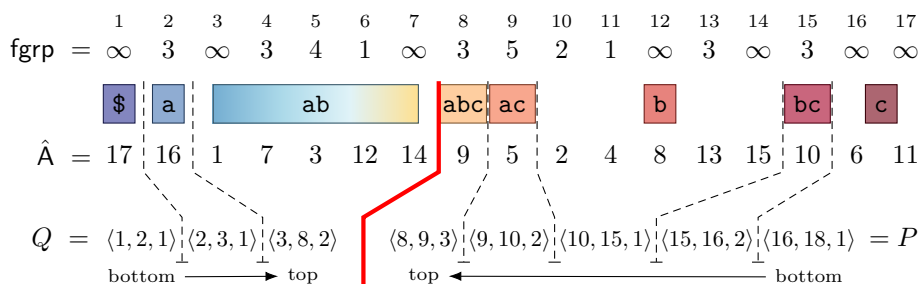 1 2 3 4 5 6 7 8 9 10 11 12 13 14 15 16 17
fgrp = ∞ 3 ∞ 3 4 1 ∞ 3 5 2 1 ∞ 3 ∞ 3 ∞ ∞
$ a ab abc ac b bc c
Â = 17 16 1 7 3 12 14 9 5 2 4 8 13 15 10 6 11
Q = ⟨1, 2, 1⟩ ⟨2, 3, 1⟩ ⟨3, 8, 2⟩ ⟨8, 9, 3⟩ ⟨9, 10, 2⟩ ⟨10, 15, 1⟩ ⟨15, 16, 2⟩ ⟨16, 18, 1⟩ = P
bottom top top bottom